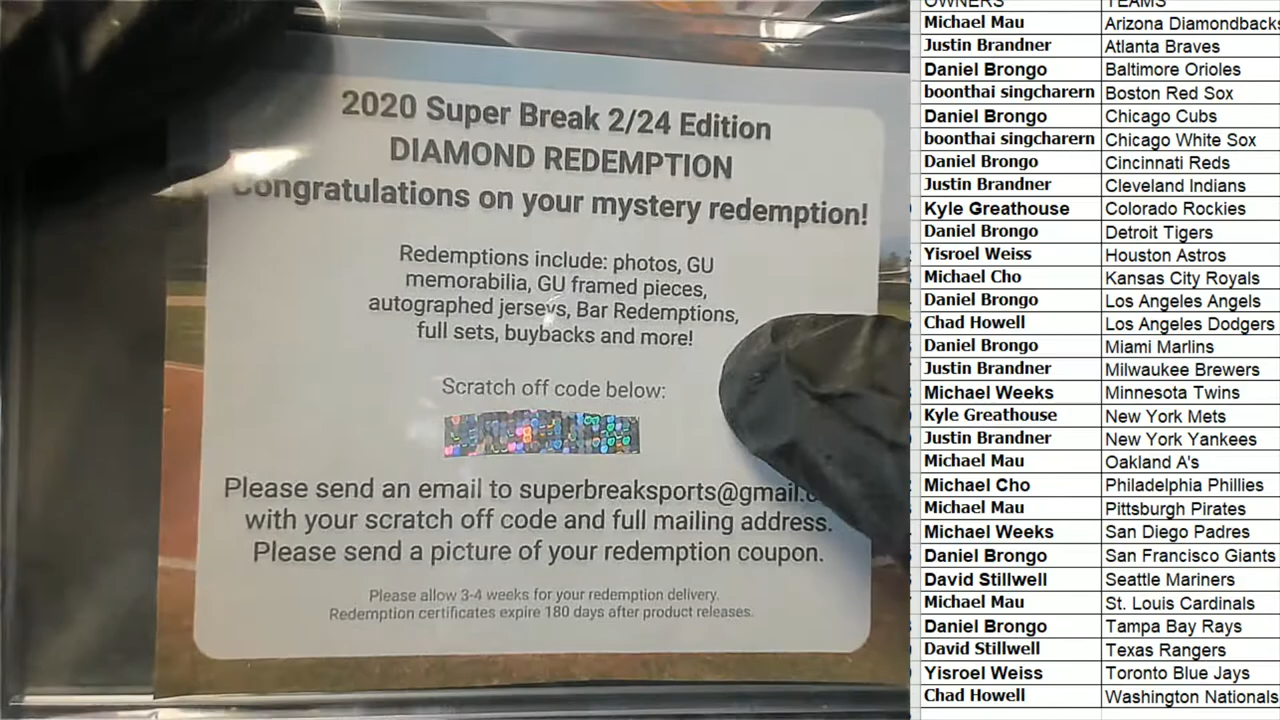 2020 Super Break 2/24 Edition
DIAMOND REDEMPTION
Congratulations on your mystery redemption!
Redemptions include: photos, GU
memorabilia, GU framed pieces,
autographed jerseys, Bar Redemptions,
full sets, buybacks and more!
Scratch off code below:
Please send an email to superbreaksports@gmail.c
with your scratch off code and full mailing address.
Please send a picture of your redemption coupon.
Please allow 3-4 weeks for your redemption delivery.
Redemption certificates expire 180 days after product releases.
OWNERS TEAMS
Michael Mau Arizona Diamondbacks
Justin Brandner Atlanta Braves
Daniel Brongo Baltimore Orioles
boonthai singcharern Boston Red Sox
Daniel Brongo Chicago Cubs
boonthai singcharern Chicago White Sox
Daniel Brongo Cincinnati Reds
Justin Brandner Cleveland Indians
Kyle Greathouse Colorado Rockies
Daniel Brongo Detroit Tigers
Yisroel Weiss Houston Astros
Michael Cho Kansas City Royals
Daniel Brongo Los Angeles Angels
Chad Howell Los Angeles Dodgers
Daniel Brongo Miami Marlins
Justin Brandner Milwaukee Brewers
Michael Weeks Minnesota Twins
Kyle Greathouse New York Mets
Justin Brandner New York Yankees
Michael Mau Oakland A's
Michael Cho Philadelphia Phillies
Michael Mau Pittsburgh Pirates
Michael Weeks San Diego Padres
Daniel Brongo San Francisco Giants
David Stillwell Seattle Mariners
Michael Mau St. Louis Cardinals
Daniel Brongo Tampa Bay Rays
David Stillwell Texas Rangers
Yisroel Weiss Toronto Blue Jays
Chad Howell Washington Nationals